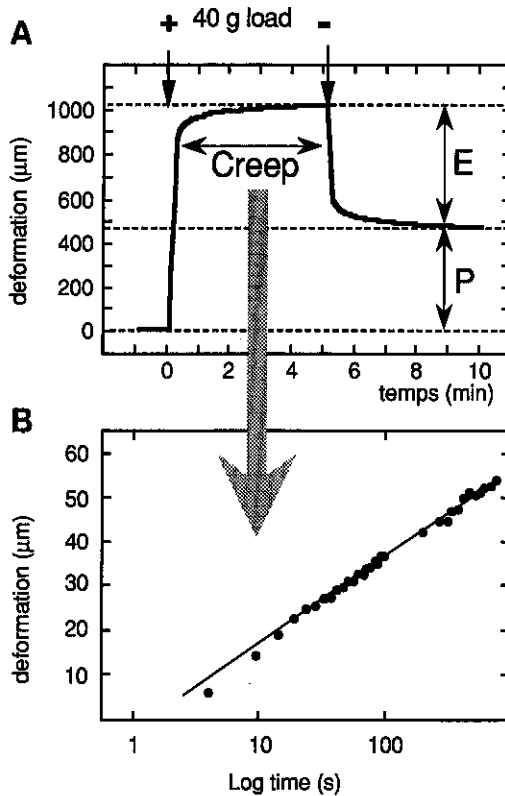 A
+ 40 g load -
deformation (μm)
1000
800
600
400
200
0
Creep
E
P
0 2 4 6 8 10
temps (min)
B
deformation (μm)
60
50
40
30
20
10
1 10 100
Log time (s)